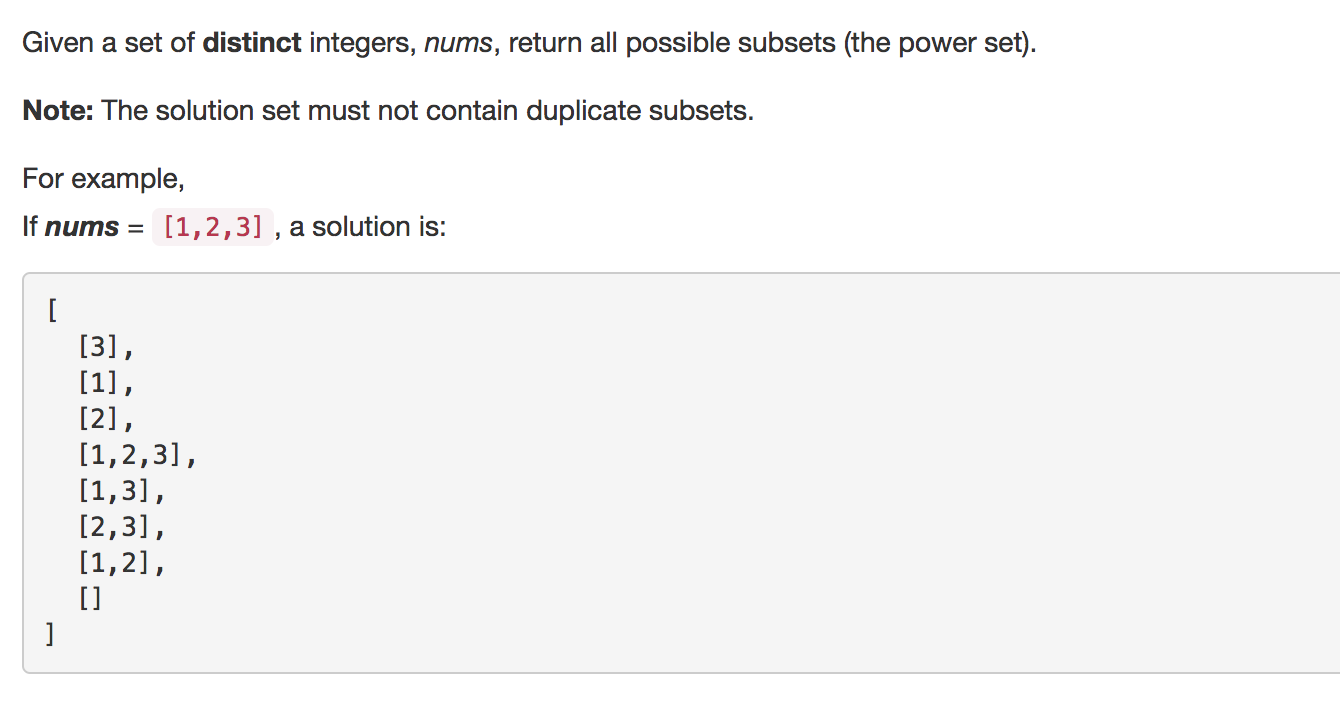 Given a set of distinct integers, nums, return all possible subsets (the power set).
Note: The solution set must not contain duplicate subsets.
For example,
If nums = [1,2,3], a solution is:
[
  [3],
  [1],
  [2],
  [1,2,3],
  [1,3],
  [2,3],
  [1,2],
  []
]